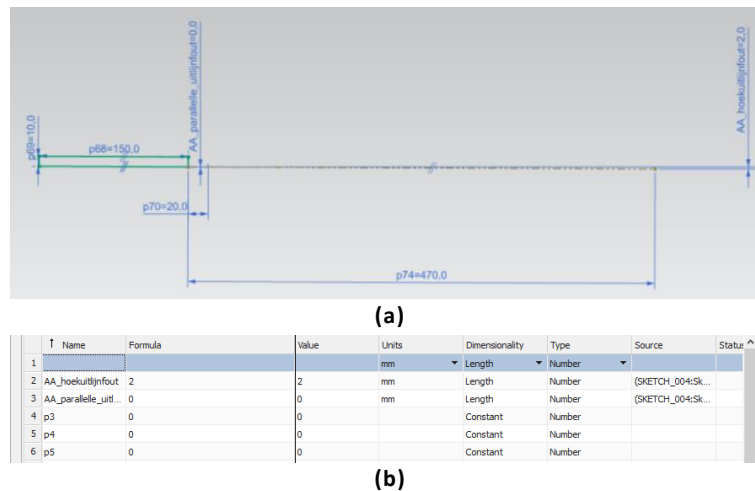 AA_parallelle_uitlijnfout=0,0
AA_hoekuitlijnfout=2,0
p69=10,0
p68=150,0
p70=20,0
p74=470,0
(a)
↑ Name Formula Value Units Dimensionality Type Source Status
1 mm Length Number
2 AA_hoekuitlijnfout 2 2 mm Length Number (SKETCH_004:Sk...
3 AA_parallelle_uitl... 0 0 mm Length Number (SKETCH_004:Sk...
4 p3 0 0 Constant Number
5 p4 0 0 Constant Number
6 p5 0 0 Constant Number
(b)